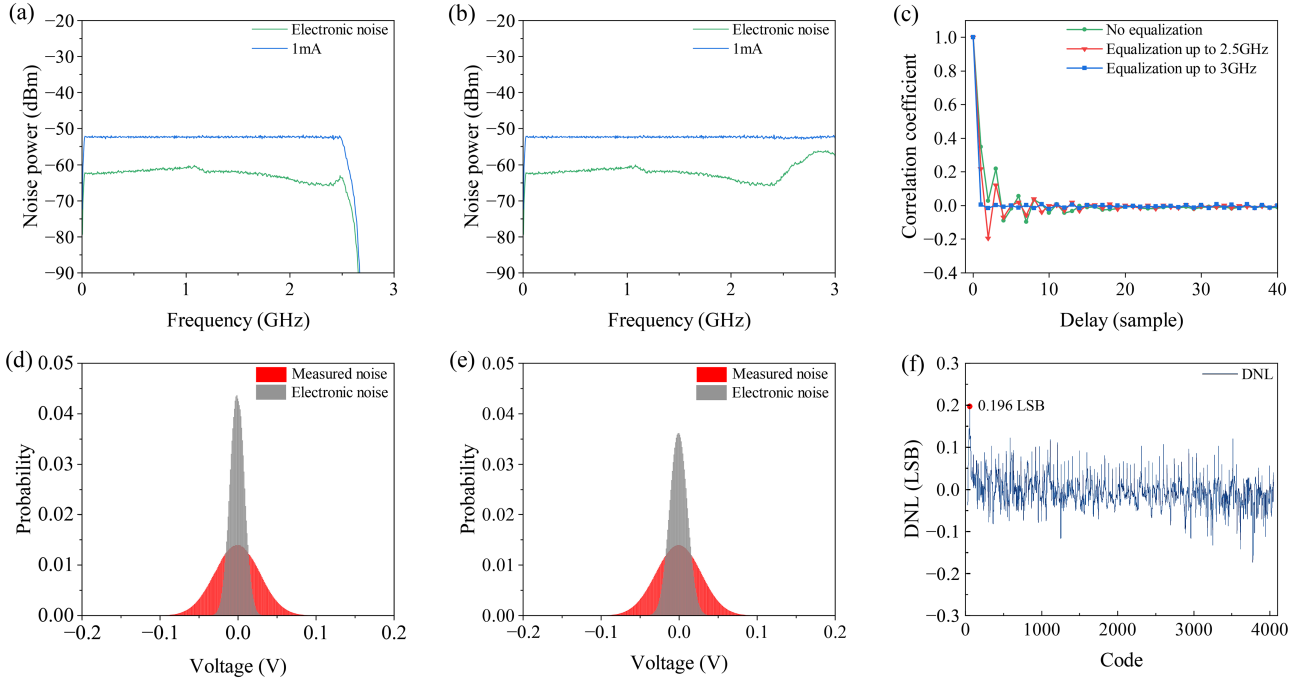 (a)
Electronic noise
1mA
−20
−30
−40
−50
−60
−70
−80
−90
0
1
2
3
Noise power (dBm)
Frequency (GHz)
(b)
Electronic noise
1mA
−20
−30
−40
−50
−60
−70
−80
−90
0
1
2
3
Noise power (dBm)
Frequency (GHz)
(c)
No equalization
Equalization up to 2.5GHz
Equalization up to 3GHz
1.0
0.8
0.6
0.4
0.2
0.0
−0.2
−0.4
0
10
20
30
40
Correlation coefficient
Delay (sample)
(d)
Measured noise
Electronic noise
0.05
0.04
0.03
0.02
0.01
0.00
−0.2
−0.1
0.0
0.1
0.2
Probability
Voltage (V)
(e)
Measured noise
Electronic noise
0.05
0.04
0.03
0.02
0.01
0.00
−0.2
−0.1
0.0
0.1
0.2
Probability
Voltage (V)
(f)
DNL
0.196 LSB
0.3
0.2
0.1
0.0
−0.1
−0.2
−0.3
0
1000
2000
3000
4000
DNL (LSB)
Code